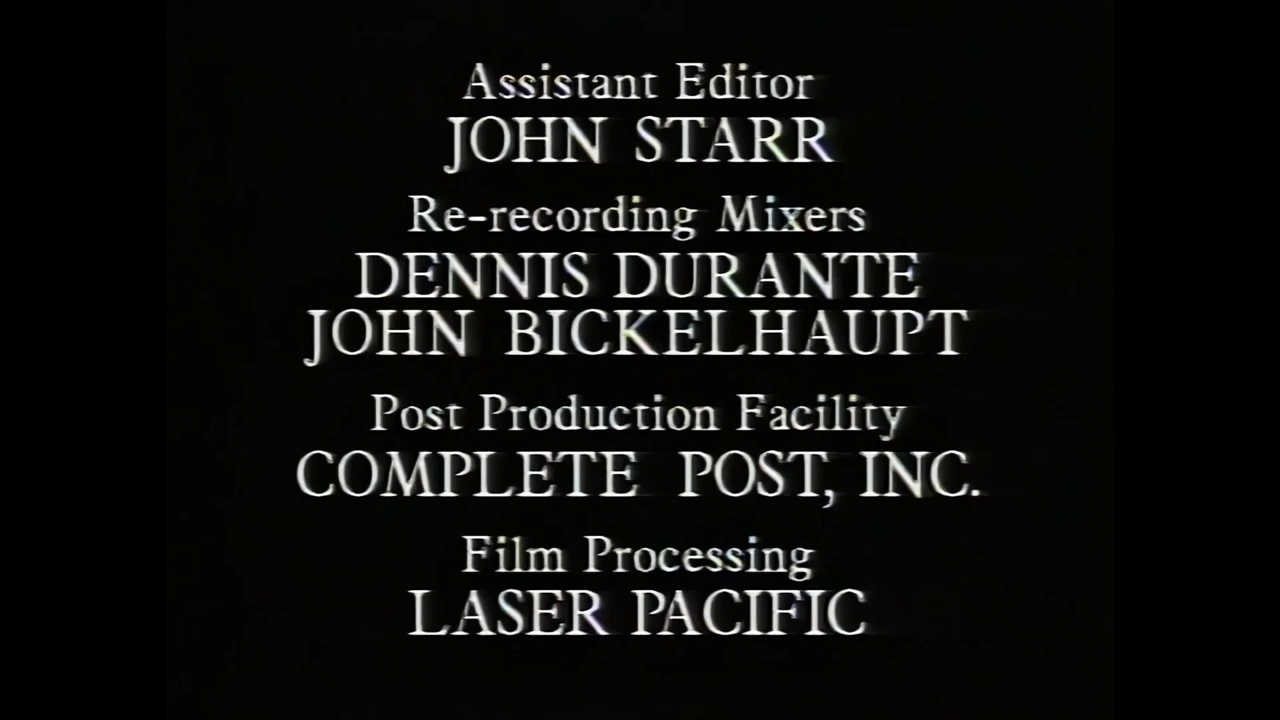 Assistant Editor
JOHN STARR
Re-recording Mixers
DENNIS DURANTE
JOHN BICKELHAUPT
Post Production Facility
COMPLETE POST, INC.
Film Processing
LASER PACIFIC